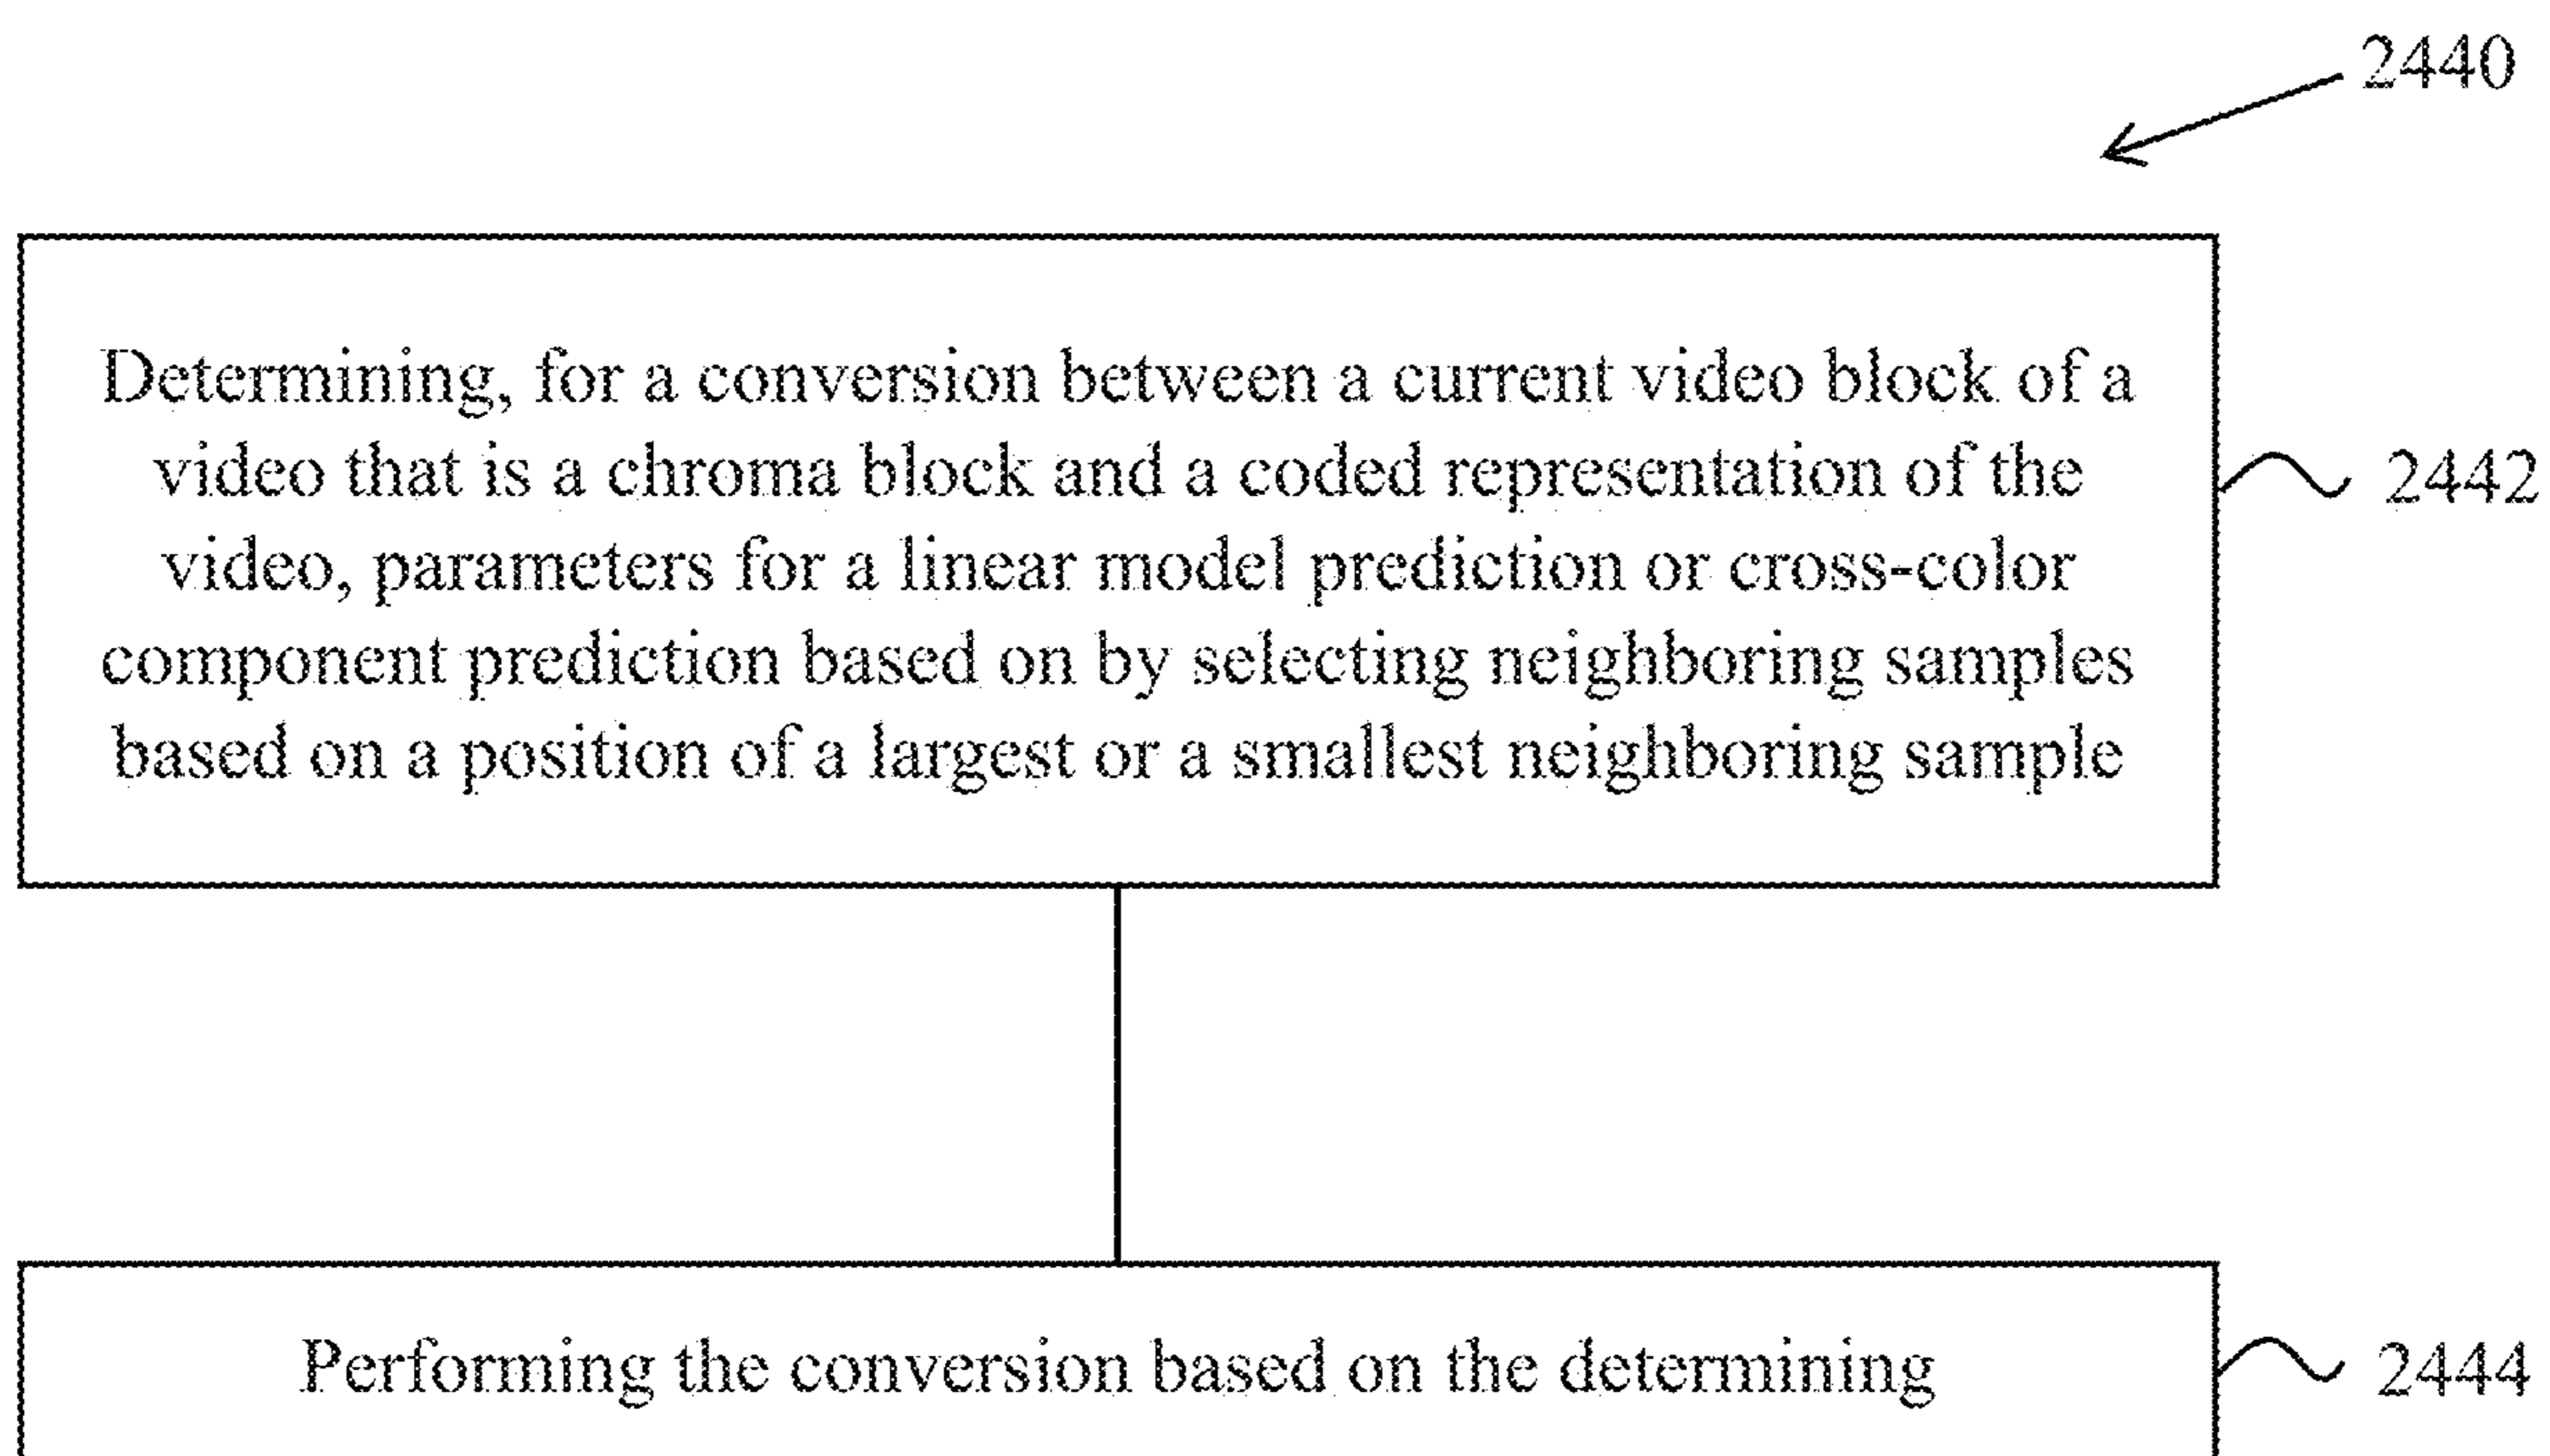 2440
Determining, for a conversion between a current video block of a
video that is a chroma block and a coded representation of the
video, parameters for a linear model prediction or cross-color
component prediction based on by selecting neighboring samples
based on a position of a largest or a smallest neighboring sample
2442
Performing the conversion based on the determining
2444